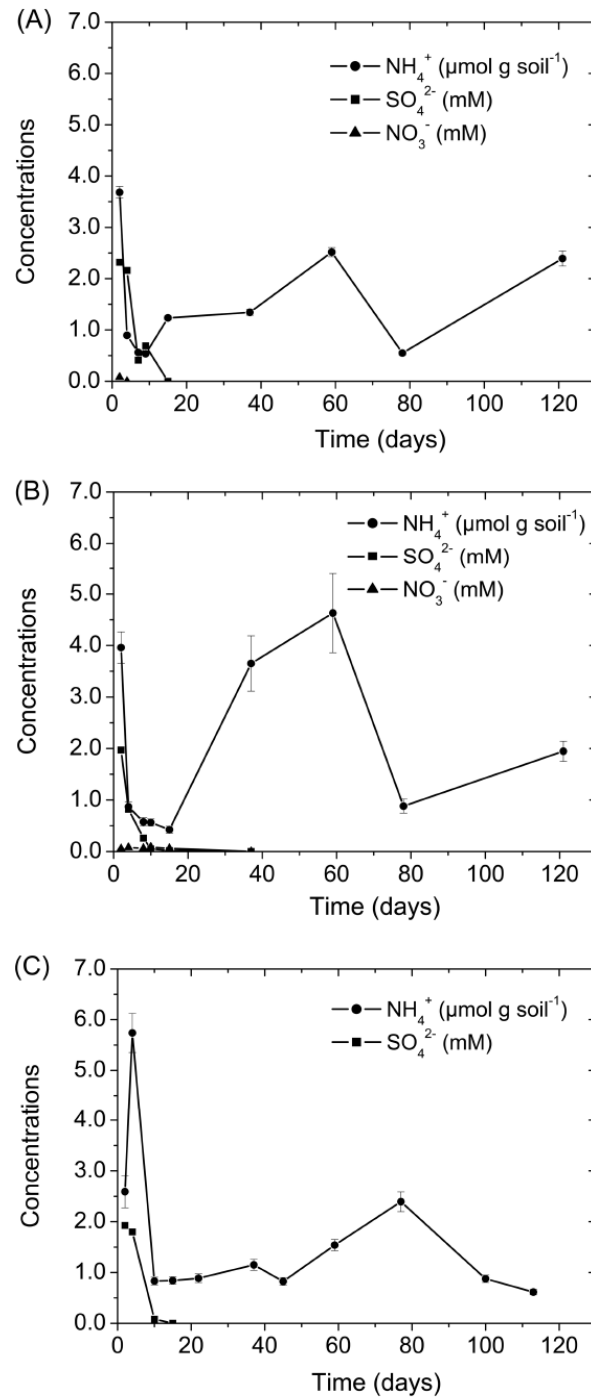 (A)
7.0
6.0
5.0
4.0
3.0
2.0
1.0
0.0
Concentrations
NH₄⁺ (μmol g soil⁻¹)
SO₄²⁻ (mM)
NO₃⁻ (mM)
0 20 40 60 80 100 120
Time (days)
(B)
7.0
6.0
5.0
4.0
3.0
2.0
1.0
0.0
Concentrations
NH₄⁺ (μmol g soil⁻¹)
SO₄²⁻ (mM)
NO₃⁻ (mM)
0 20 40 60 80 100 120
Time (days)
(C)
7.0
6.0
5.0
4.0
3.0
2.0
1.0
0.0
Concentrations
NH₄⁺ (μmol g soil⁻¹)
SO₄²⁻ (mM)
0 20 40 60 80 100 120
Time (days)